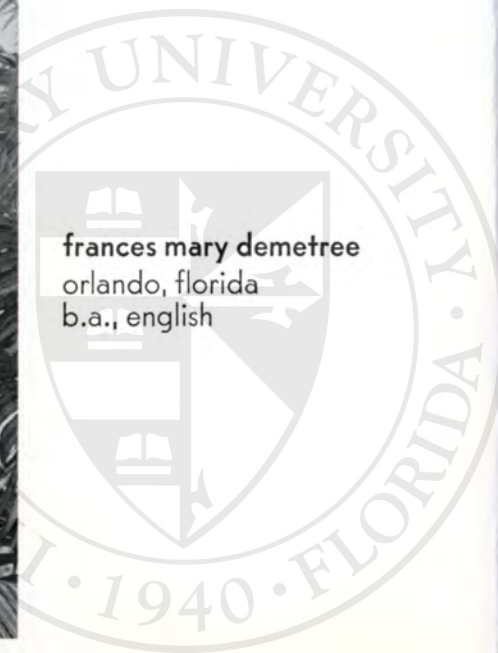 frances mary demetree
orlando, florida
b.a., english
UNIVERSITY
• 1940 • FLORIDA •